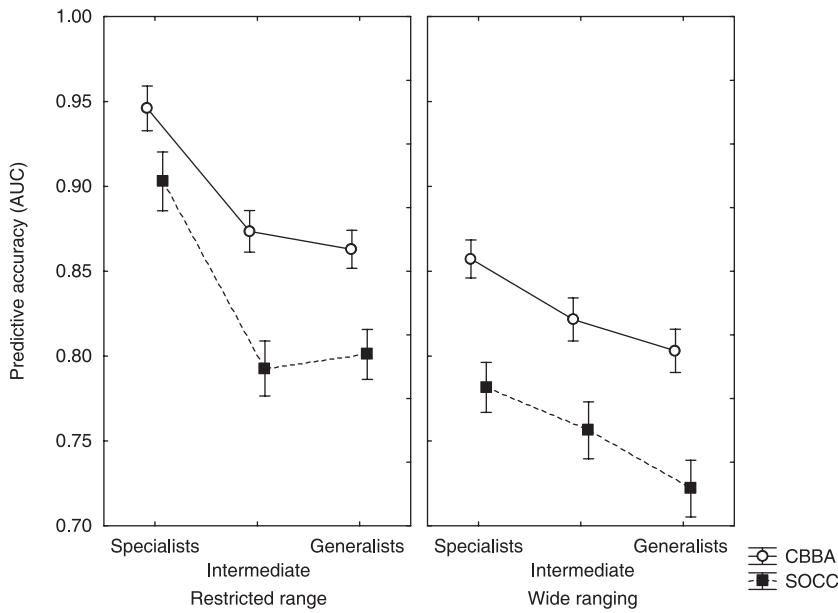 Predictive accuracy (AUC)
1.00
0.95
0.90
0.85
0.80
0.75
0.70
Specialists
Generalists
Intermediate
Restricted range
Specialists
Generalists
Intermediate
Wide ranging
CBBA
SOCC